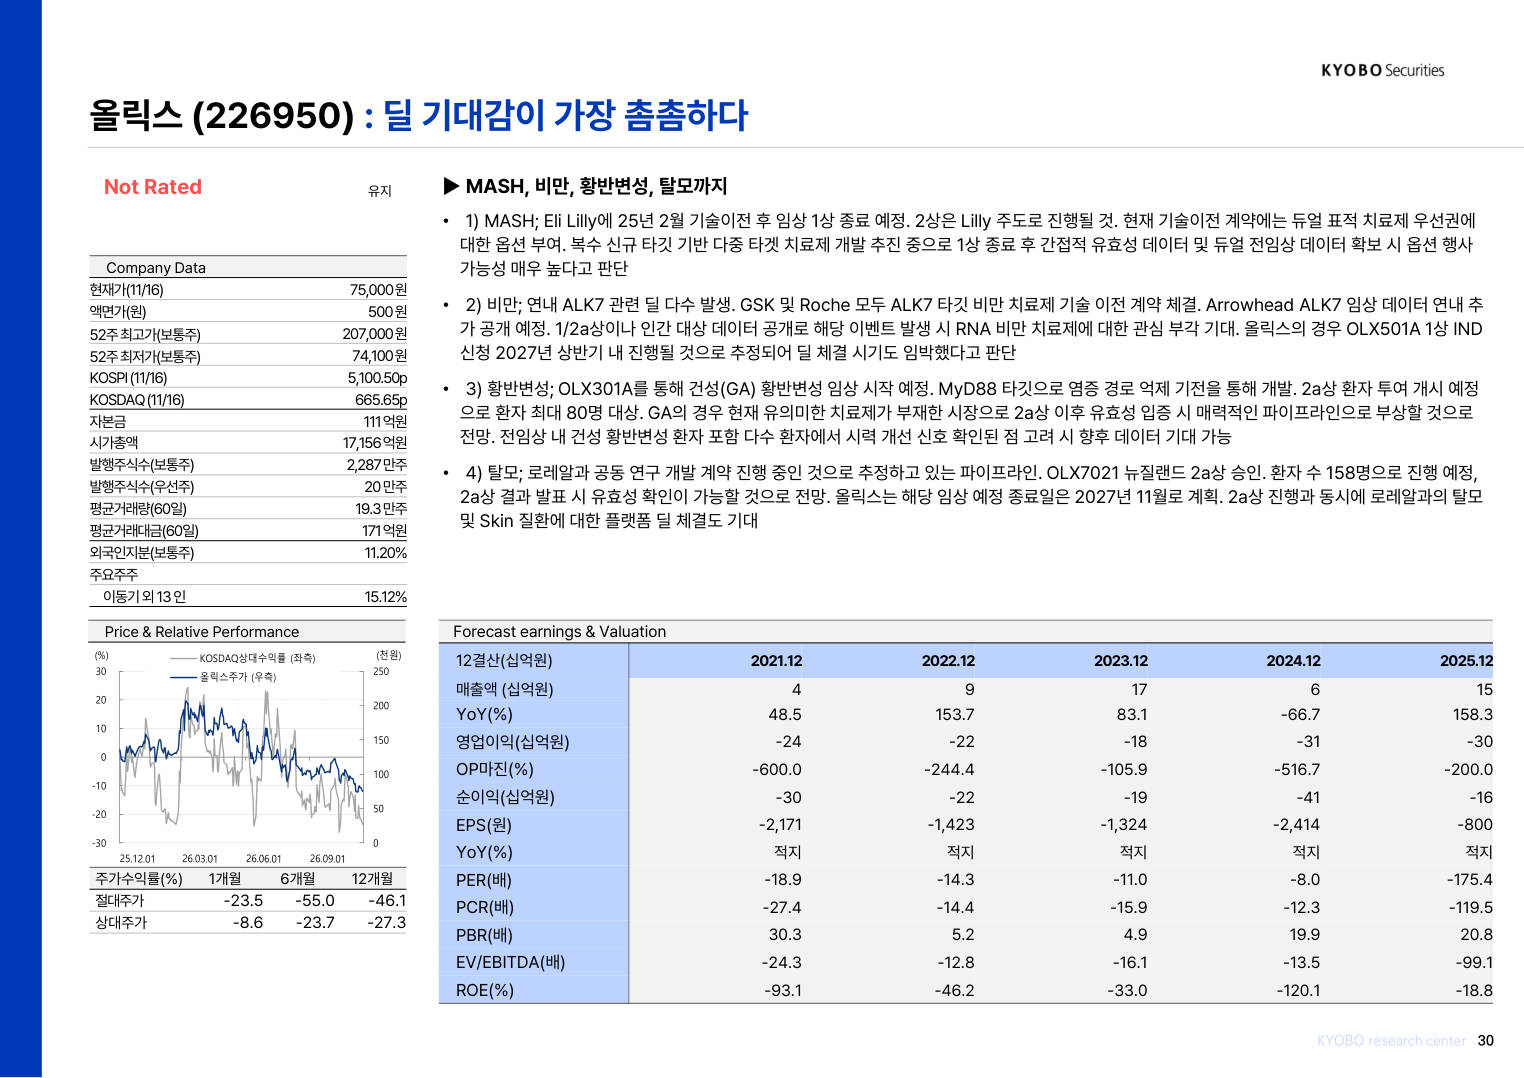 KYOBO Securities
올릭스 (226950) : 딜 기대감이 가장 촘촘하다
Not Rated
유지
Company Data
현재가(11/16) 75,000원
액면가(원) 500원
52주 최고가(보통주) 207,000원
52주 최저가(보통주) 74,100원
KOSPI (11/16) 5,100.50p
KOSDAQ (11/16) 665.65p
자본금 111억원
시가총액 17,156억원
발행주식수(보통주) 2,287만주
발행주식수(우선주) 20만주
평균거래량(60일) 19.3만주
평균거래대금(60일) 171억원
외국인지분(보통주) 11.20%
주요주주
이동기 외 13 인 15.12%
Price & Relative Performance
(%) (천원)
KOSDAQ상대수익률 (좌측)
올릭스주가 (우측)
30 250
20 200
10 150
0 100
-10 50
-20 0
-30
25.12.01 26.03.01 26.06.01 26.09.01
주가수익률(%) 1개월 6개월 12개월
절대주가 -23.5 -55.0 -46.1
상대주가 -8.6 -23.7 -27.3
▶ MASH, 비만, 황반변성, 탈모까지
• 1) MASH; Eli Lilly에 25년 2월 기술이전 후 임상 1상 종료 예정. 2상은 Lilly 주도로 진행될 것. 현재 기술이전 계약에는 듀얼 표적 치료제 우선권에
대한 옵션 부여. 복수 신규 타깃 기반 다중 타겟 치료제 개발 추진 중으로 1상 종료 후 간접적 유효성 데이터 및 듀얼 전임상 데이터 확보 시 옵션 행사
가능성 매우 높다고 판단
• 2) 비만; 연내 ALK7 관련 딜 다수 발생. GSK 및 Roche 모두 ALK7 타깃 비만 치료제 기술 이전 계약 체결. Arrowhead ALK7 임상 데이터 연내 추
가 공개 예정. 1/2a상이나 인간 대상 데이터 공개로 해당 이벤트 발생 시 RNA 비만 치료제에 대한 관심 부각 기대. 올릭스의 경우 OLX501A 1상 IND
신청 2027년 상반기 내 진행될 것으로 추정되어 딜 체결 시기도 임박했다고 판단
• 3) 황반변성; OLX301A를 통해 건성(GA) 황반변성 임상 시작 예정. MyD88 타깃으로 염증 경로 억제 기전을 통해 개발. 2a상 환자 투여 개시 예정
으로 환자 최대 80명 대상. GA의 경우 현재 유의미한 치료제가 부재한 시장으로 2a상 이후 유효성 입증 시 매력적인 파이프라인으로 부상할 것으로
전망. 전임상 내 건성 황반변성 환자 포함 다수 환자에서 시력 개선 신호 확인된 점 고려 시 향후 데이터 기대 가능
• 4) 탈모; 로레알과 공동 연구 개발 계약 진행 중인 것으로 추정하고 있는 파이프라인. OLX7021 뉴질랜드 2a상 승인. 환자 수 158명으로 진행 예정,
2a상 결과 발표 시 유효성 확인이 가능할 것으로 전망. 올릭스는 해당 임상 예정 종료일은 2027년 11월로 계획. 2a상 진행과 동시에 로레알과의 탈모
및 Skin 질환에 대한 플랫폼 딜 체결도 기대
Forecast earnings & Valuation
12결산(십억원) 2021.12 2022.12 2023.12 2024.12 2025.12
매출액 (십억원) 4 9 17 6 15
YoY(%) 48.5 153.7 83.1 -66.7 158.3
영업이익(십억원) -24 -22 -18 -31 -30
OP마진(%) -600.0 -244.4 -105.9 -516.7 -200.0
순이익(십억원) -30 -22 -19 -41 -16
EPS(원) -2,171 -1,423 -1,324 -2,414 -800
YoY(%) 적지 적지 적지 적지 적지
PER(배) -18.9 -14.3 -11.0 -8.0 -175.4
PCR(배) -27.4 -14.4 -15.9 -12.3 -119.5
PBR(배) 30.3 5.2 4.9 19.9 20.8
EV/EBITDA(배) -24.3 -12.8 -16.1 -13.5 -99.1
ROE(%) -93.1 -46.2 -33.0 -120.1 -18.8
KYOBO research center 30